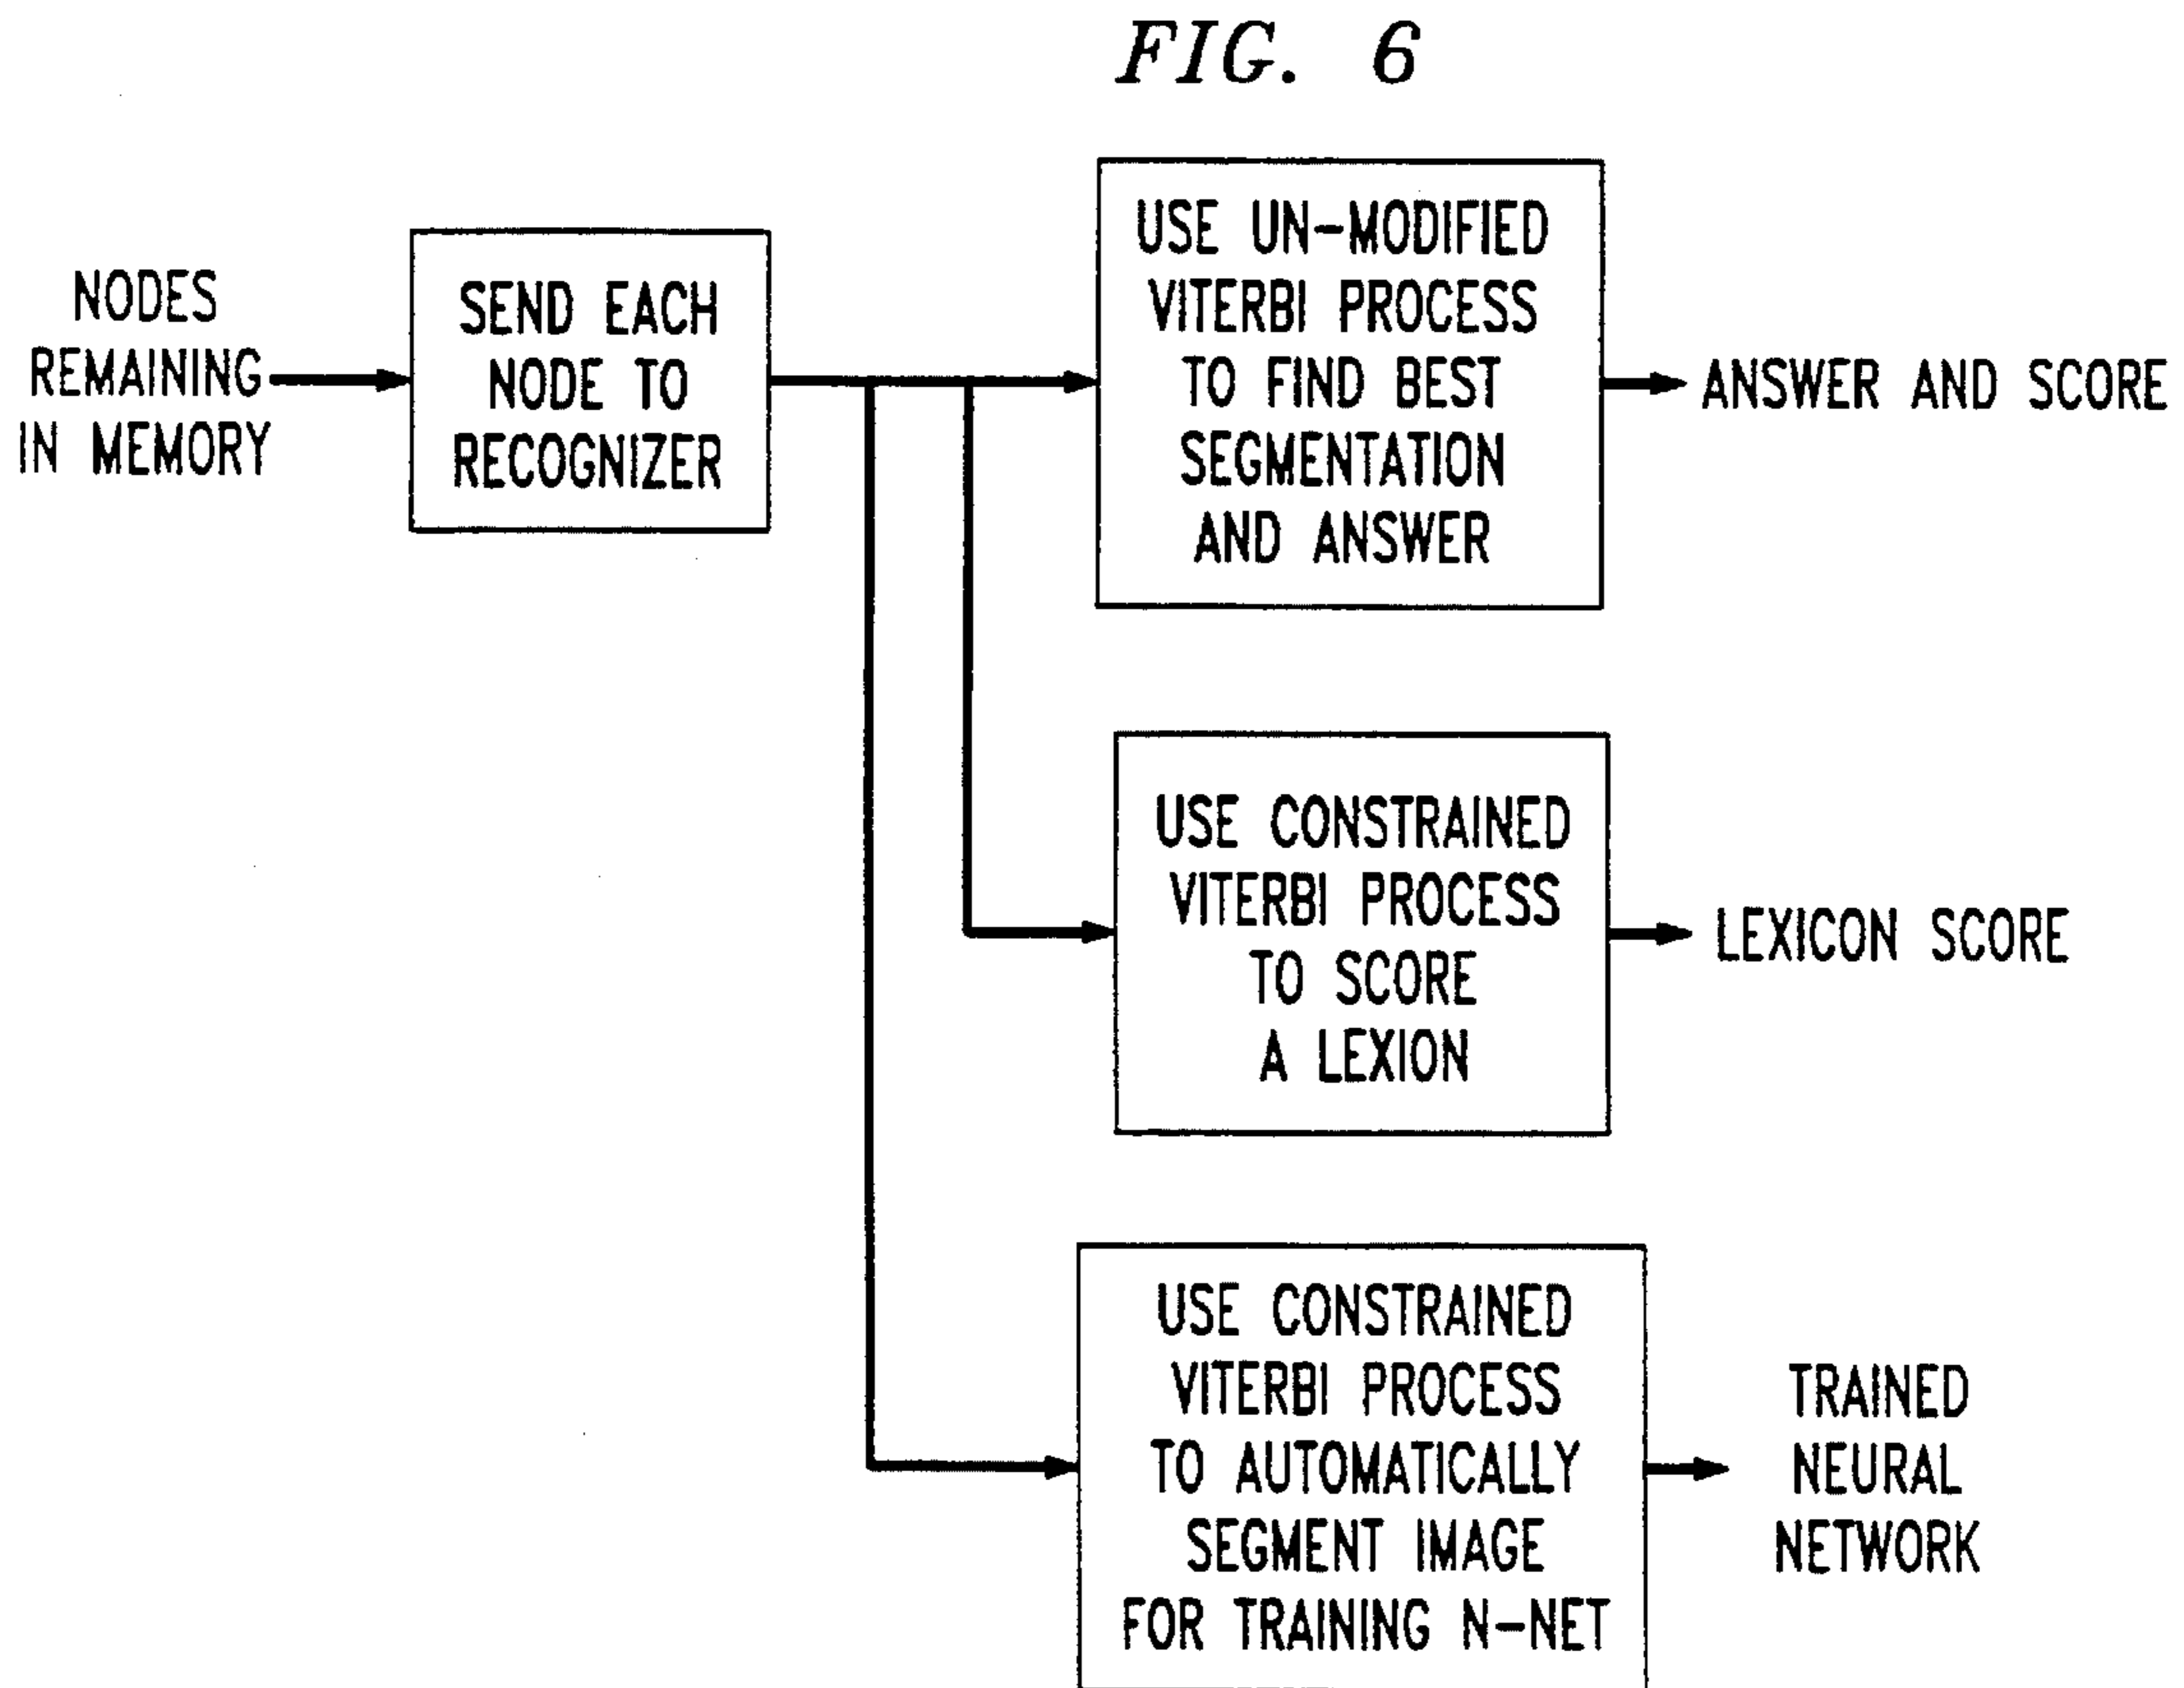 FIG. 6
NODES
REMAINING
IN MEMORY
SEND EACH
NODE TO
RECOGNIZER
USE UN-MODIFIED
VITERBI PROCESS
TO FIND BEST
SEGMENTATION
AND ANSWER
ANSWER AND SCORE
USE CONSTRAINED
VITERBI PROCESS
TO SCORE
A LEXION
LEXICON SCORE
USE CONSTRAINED
VITERBI PROCESS
TO AUTOMATICALLY
SEGMENT IMAGE
FOR TRAINING N-NET
TRAINED
NEURAL
NETWORK